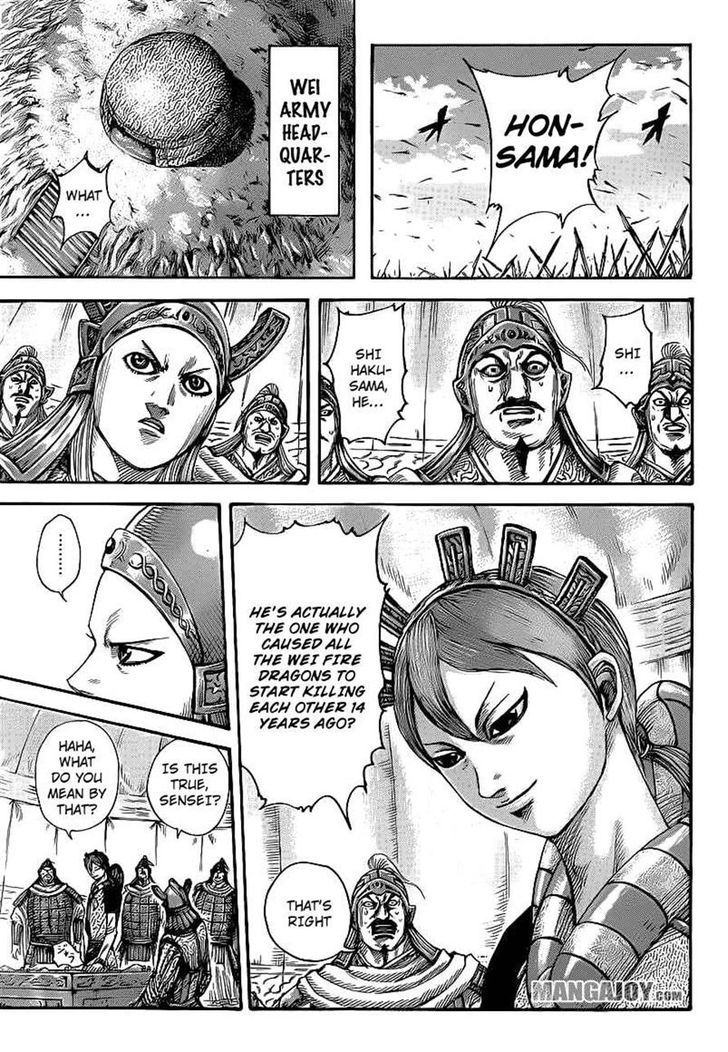 HON-
SAMA!
WEI
ARMY
HEAD-
QUAR-
TERS
WHAT
...
SHI
...
SHI
HAKU-
SAMA,
HE...
HE'S ACTUALLY
THE ONE WHO
CAUSED ALL
THE WEI FIRE
DRAGONS TO
START KILLING
EACH OTHER 14
YEARS AGO?
THAT'S
RIGHT
.........
IS THIS
TRUE,
SENSEI?
HAHA,
WHAT
DO YOU
MEAN BY
THAT?
MANGAJOY.COM